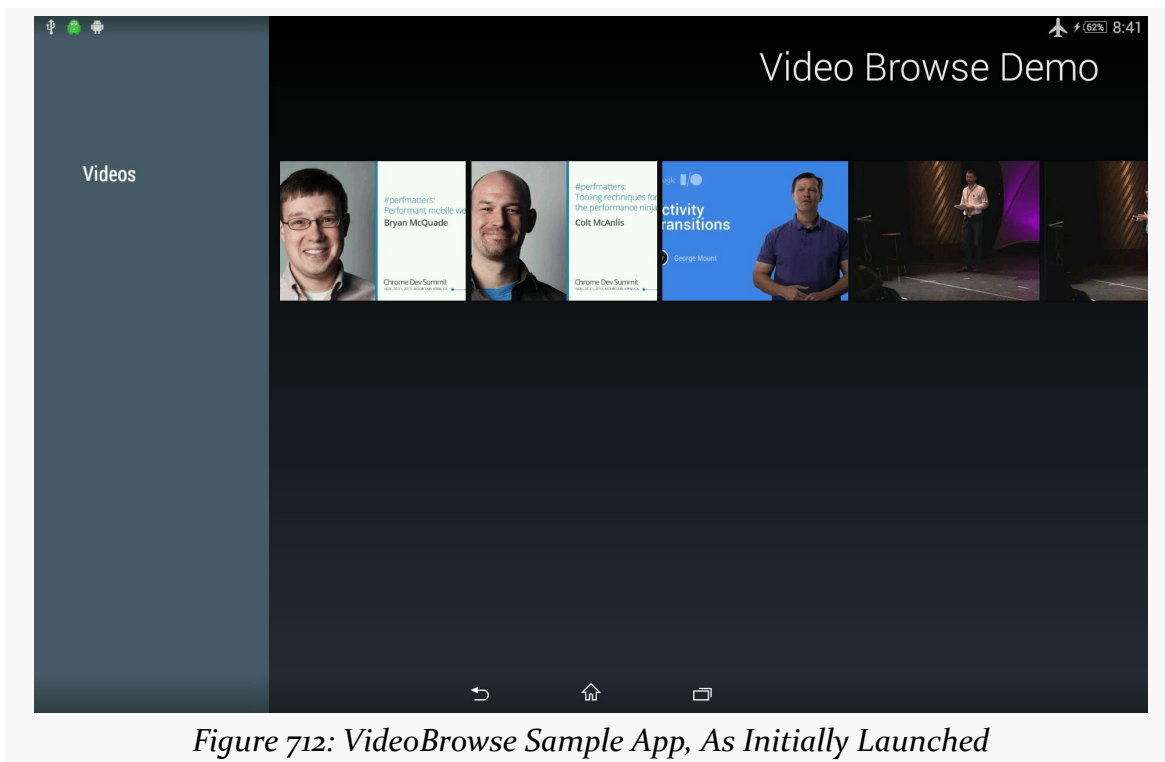 62% 8:41
Video Browse Demo
Videos
#perfmatters:
Performant mobile we
Bryan McQuade
Chrome Dev Summit
#perfmatters:
Tooling techniques for
the performance ninja
Colt McAnlis
Chrome Dev Summit
ogle I/O
ctivity
ransitions
George Mount
Figure 712: VideoBrowse Sample App, As Initially Launched